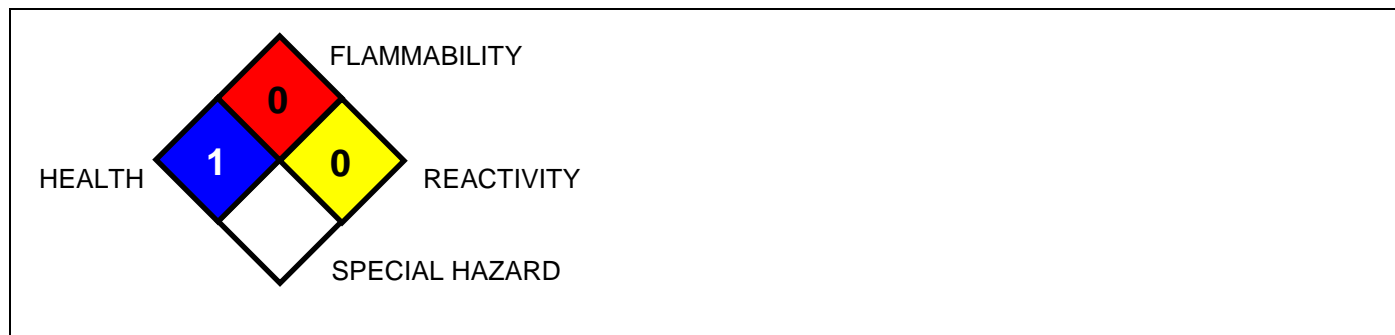 FLAMMABILITY
0
1
0
HEALTH
REACTIVITY
SPECIAL HAZARD